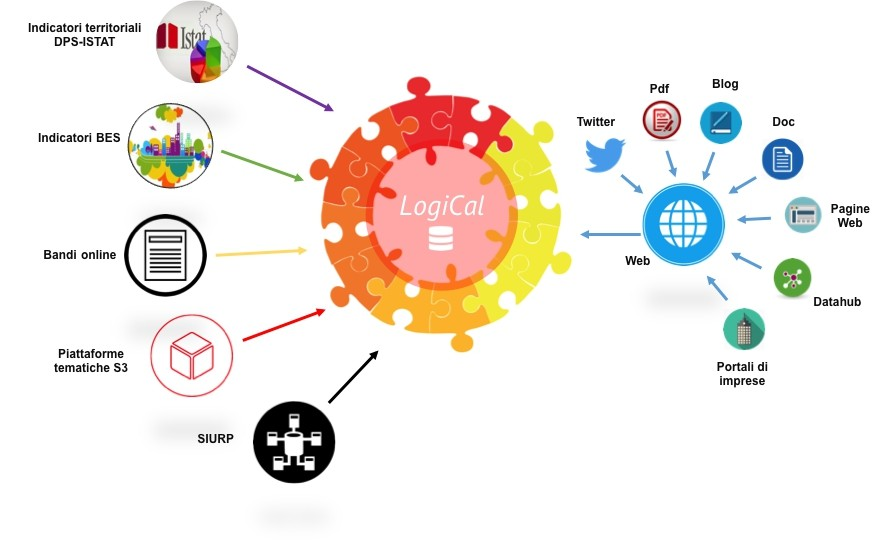 Indicatori territoriali
DPS-ISTAT
Istat
Indicatori BES
Bandi online
Piattaforme
tematiche S3
SIURP
LogiCal
Twitter
Pdf
PDF
Blog
Doc
Pagine
Web
Web
Datahub
Portali di
imprese